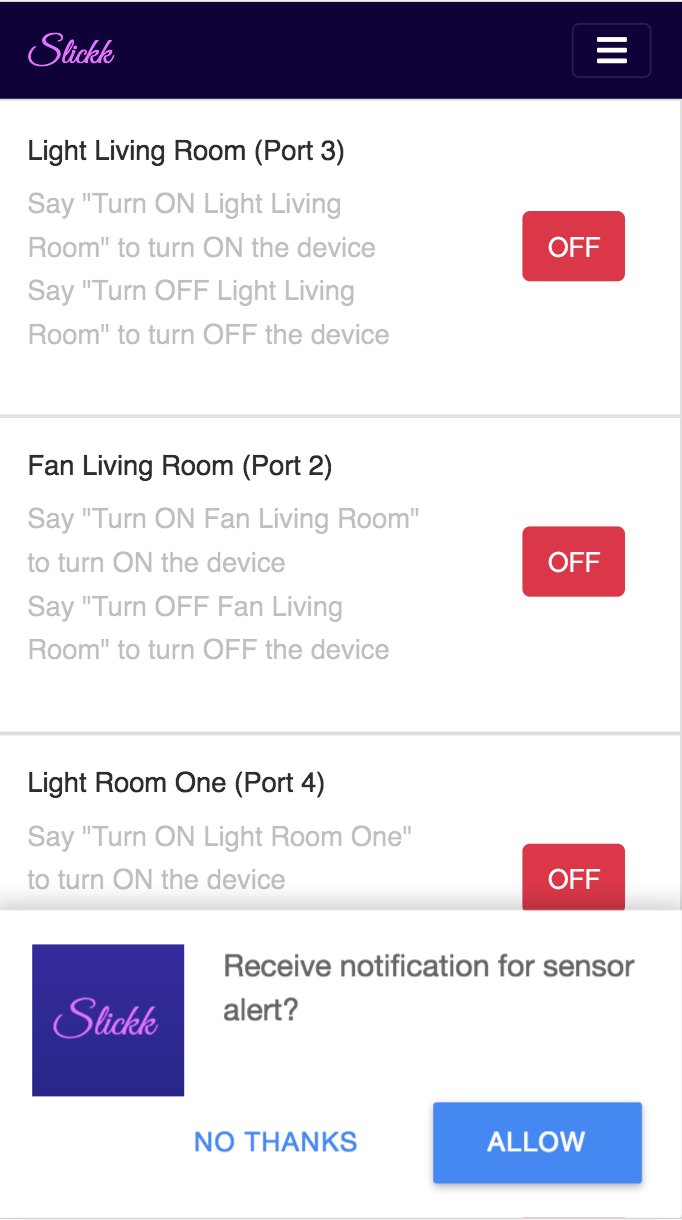 Slickk
Light Living Room (Port 3)
Say "Turn ON Light Living
Room" to turn ON the device
Say "Turn OFF Light Living
Room" to turn OFF the device
OFF
Fan Living Room (Port 2)
Say "Turn ON Fan Living Room"
to turn ON the device
Say "Turn OFF Fan Living
Room" to turn OFF the device
OFF
Light Room One (Port 4)
Say "Turn ON Light Room One"
to turn ON the device
OFF
Slickk
Receive notification for sensor
alert?
NO THANKS
ALLOW